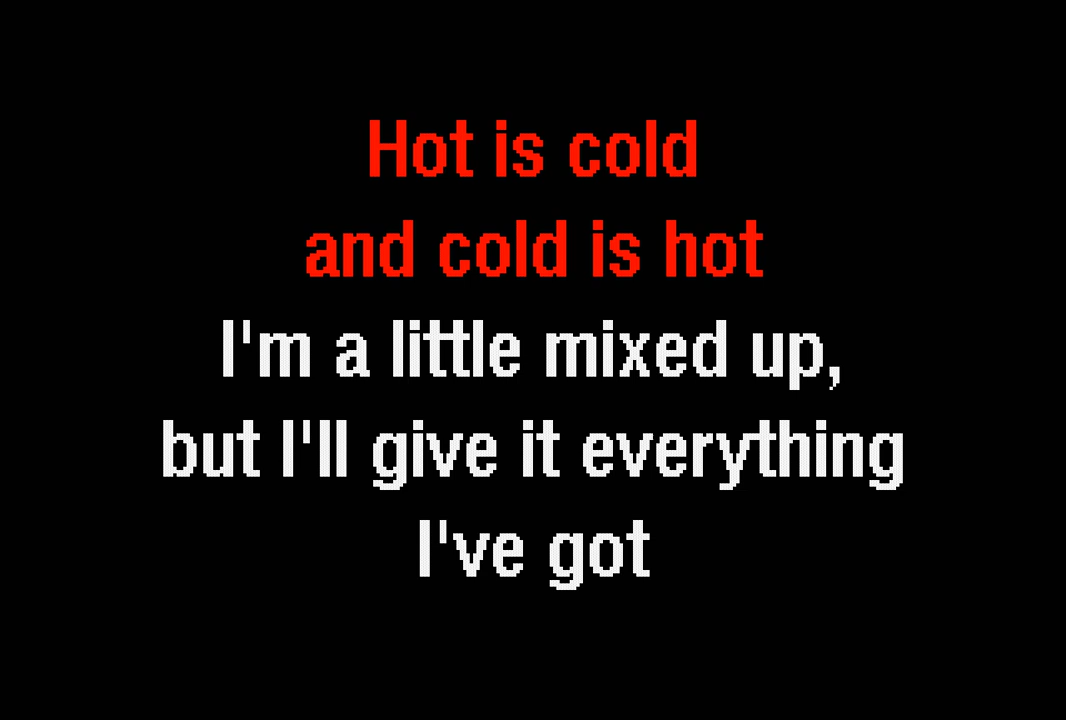 Hot is cold
and cold is hot
I'm a little mixed up,
but I'll give it everything
I've got